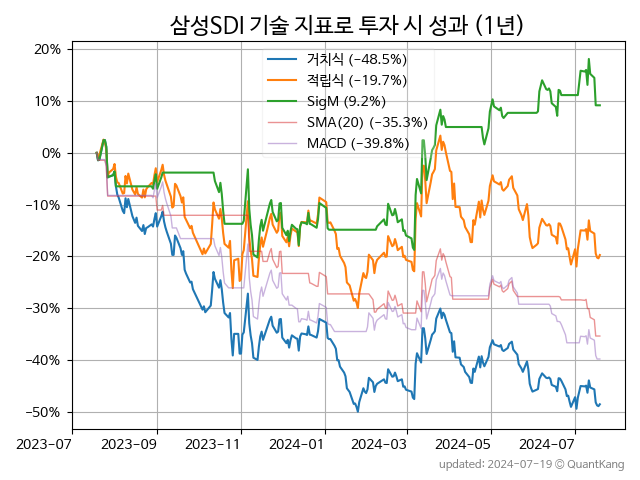 삼성SDI 기술 지표로 투자 시 성과 (1년)
20%
10%
0%
−10%
−20%
−30%
−40%
−50%
거치식 (−48.5%)
적립식 (−19.7%)
SigM (9.2%)
SMA(20) (−35.3%)
MACD (−39.8%)
2023-07 2023-09 2023-11 2024-01 2024-03 2024-05 2024-07
updated: 2024-07-19 © QuantKang